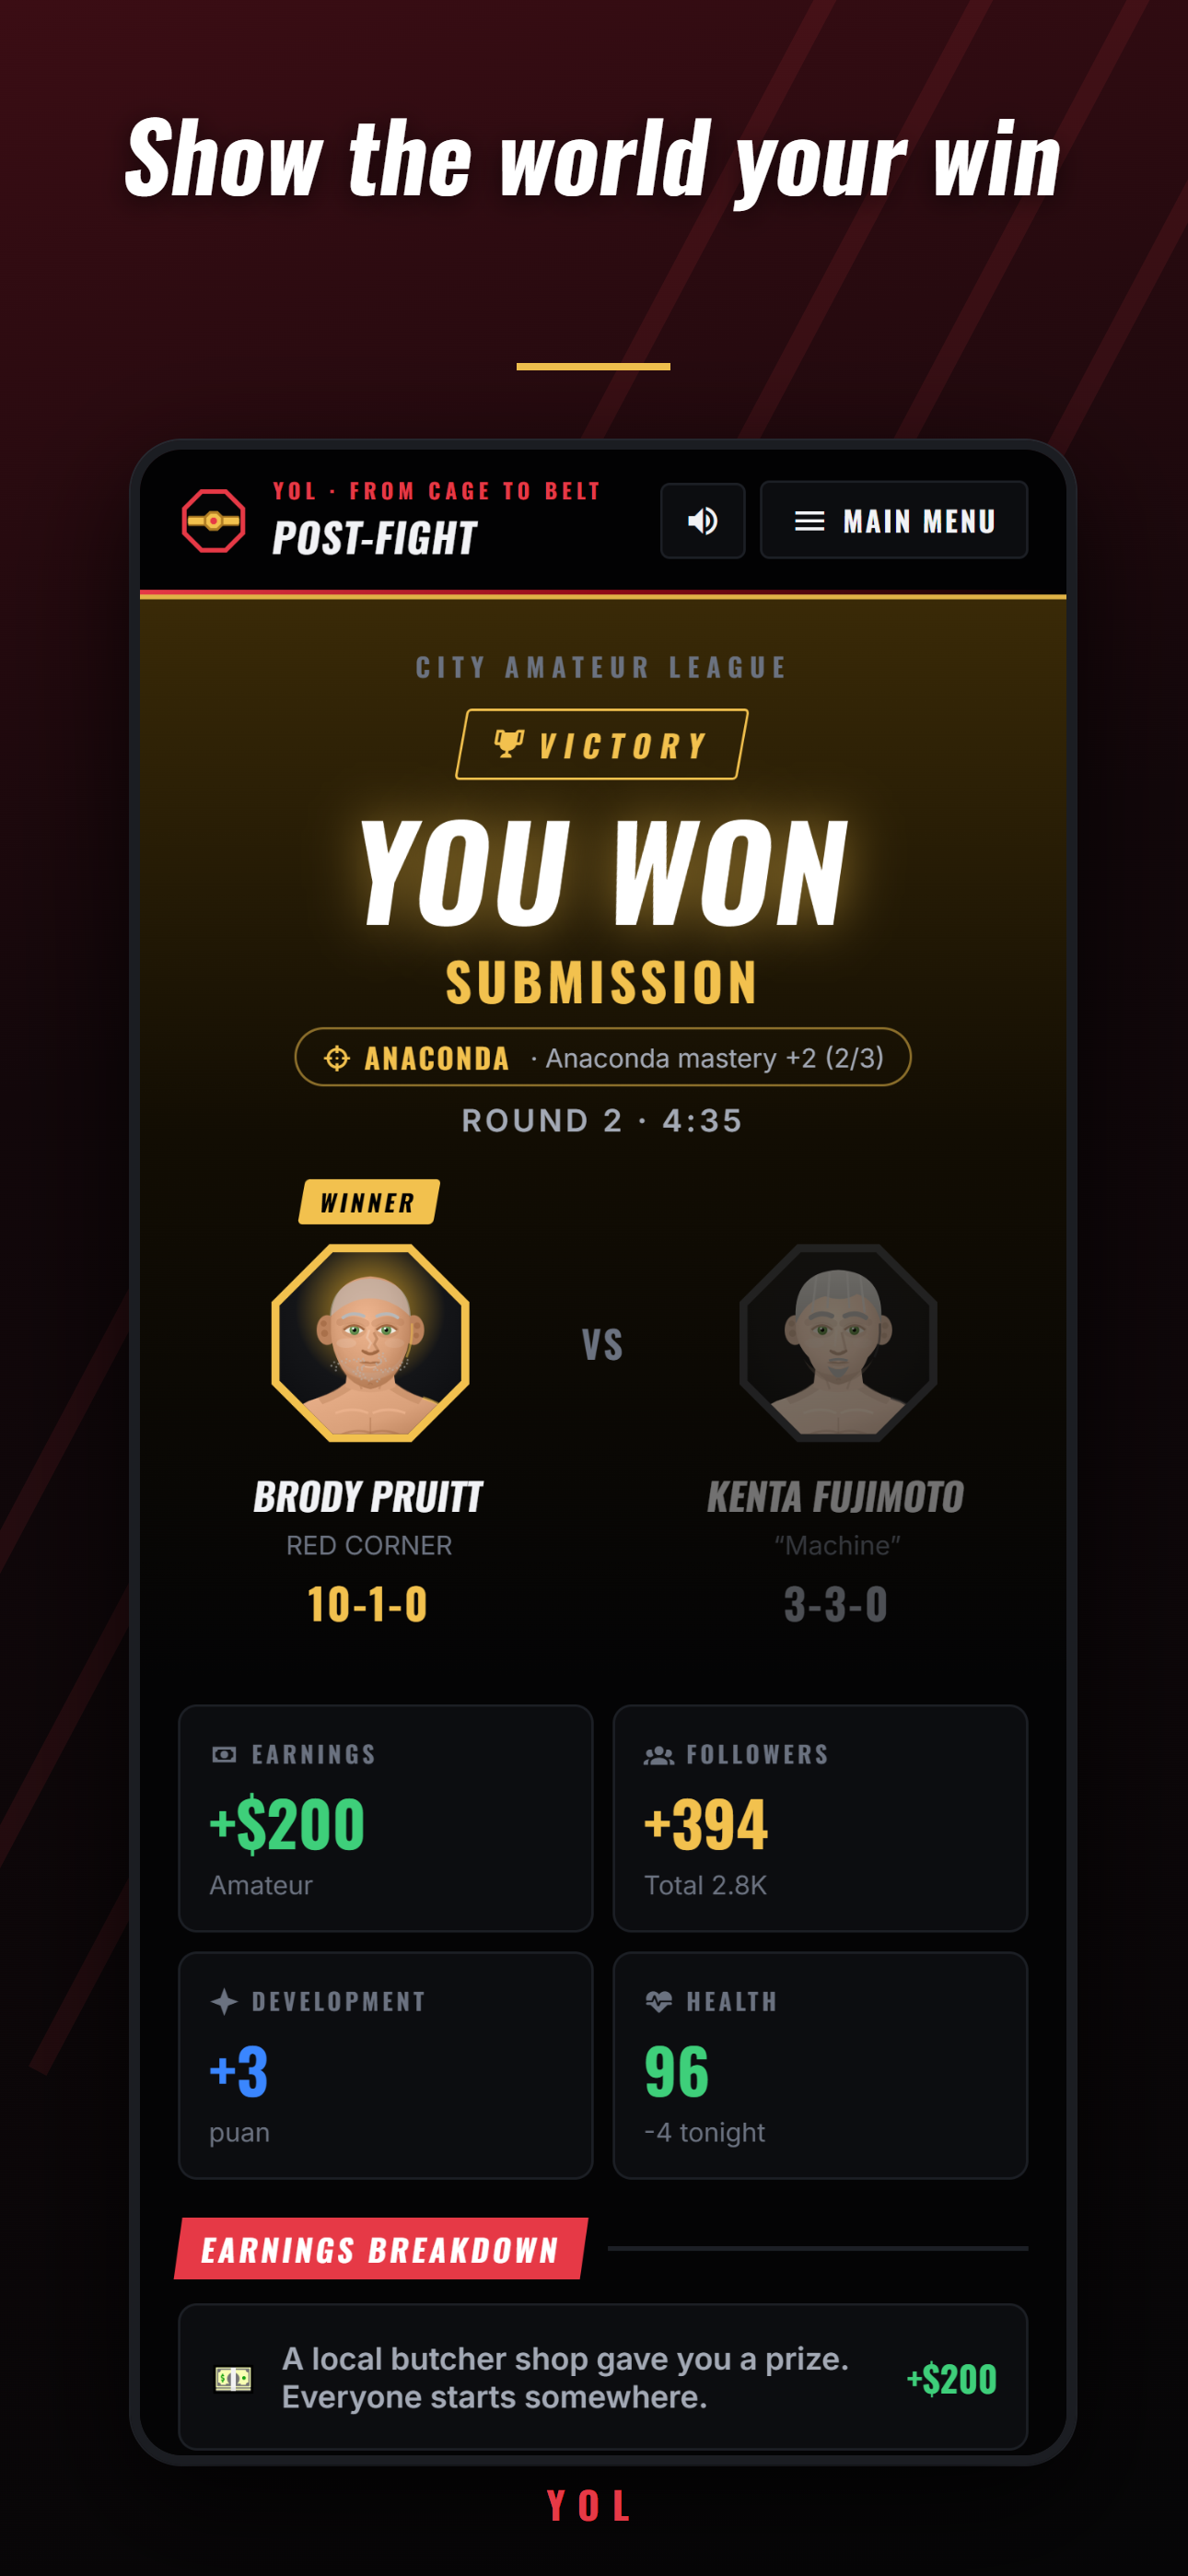 Show the world your win
YOL · FROM CAGE TO BELT
POST-FIGHT
MAIN MENU
CITY AMATEUR LEAGUE
VICTORY
YOU WON
SUBMISSION
ANACONDA · Anaconda mastery +2 (2/3)
ROUND 2 · 4:35
WINNER
VS
BRODY PRUITT
RED CORNER
10-1-0
KENTA FUJIMOTO
“Machine”
3-3-0
EARNINGS
+$200
Amateur
FOLLOWERS
+394
Total 2.8K
DEVELOPMENT
+3
puan
HEALTH
96
-4 tonight
EARNINGS BREAKDOWN
A local butcher shop gave you a prize.
Everyone starts somewhere.
+$200
YOL